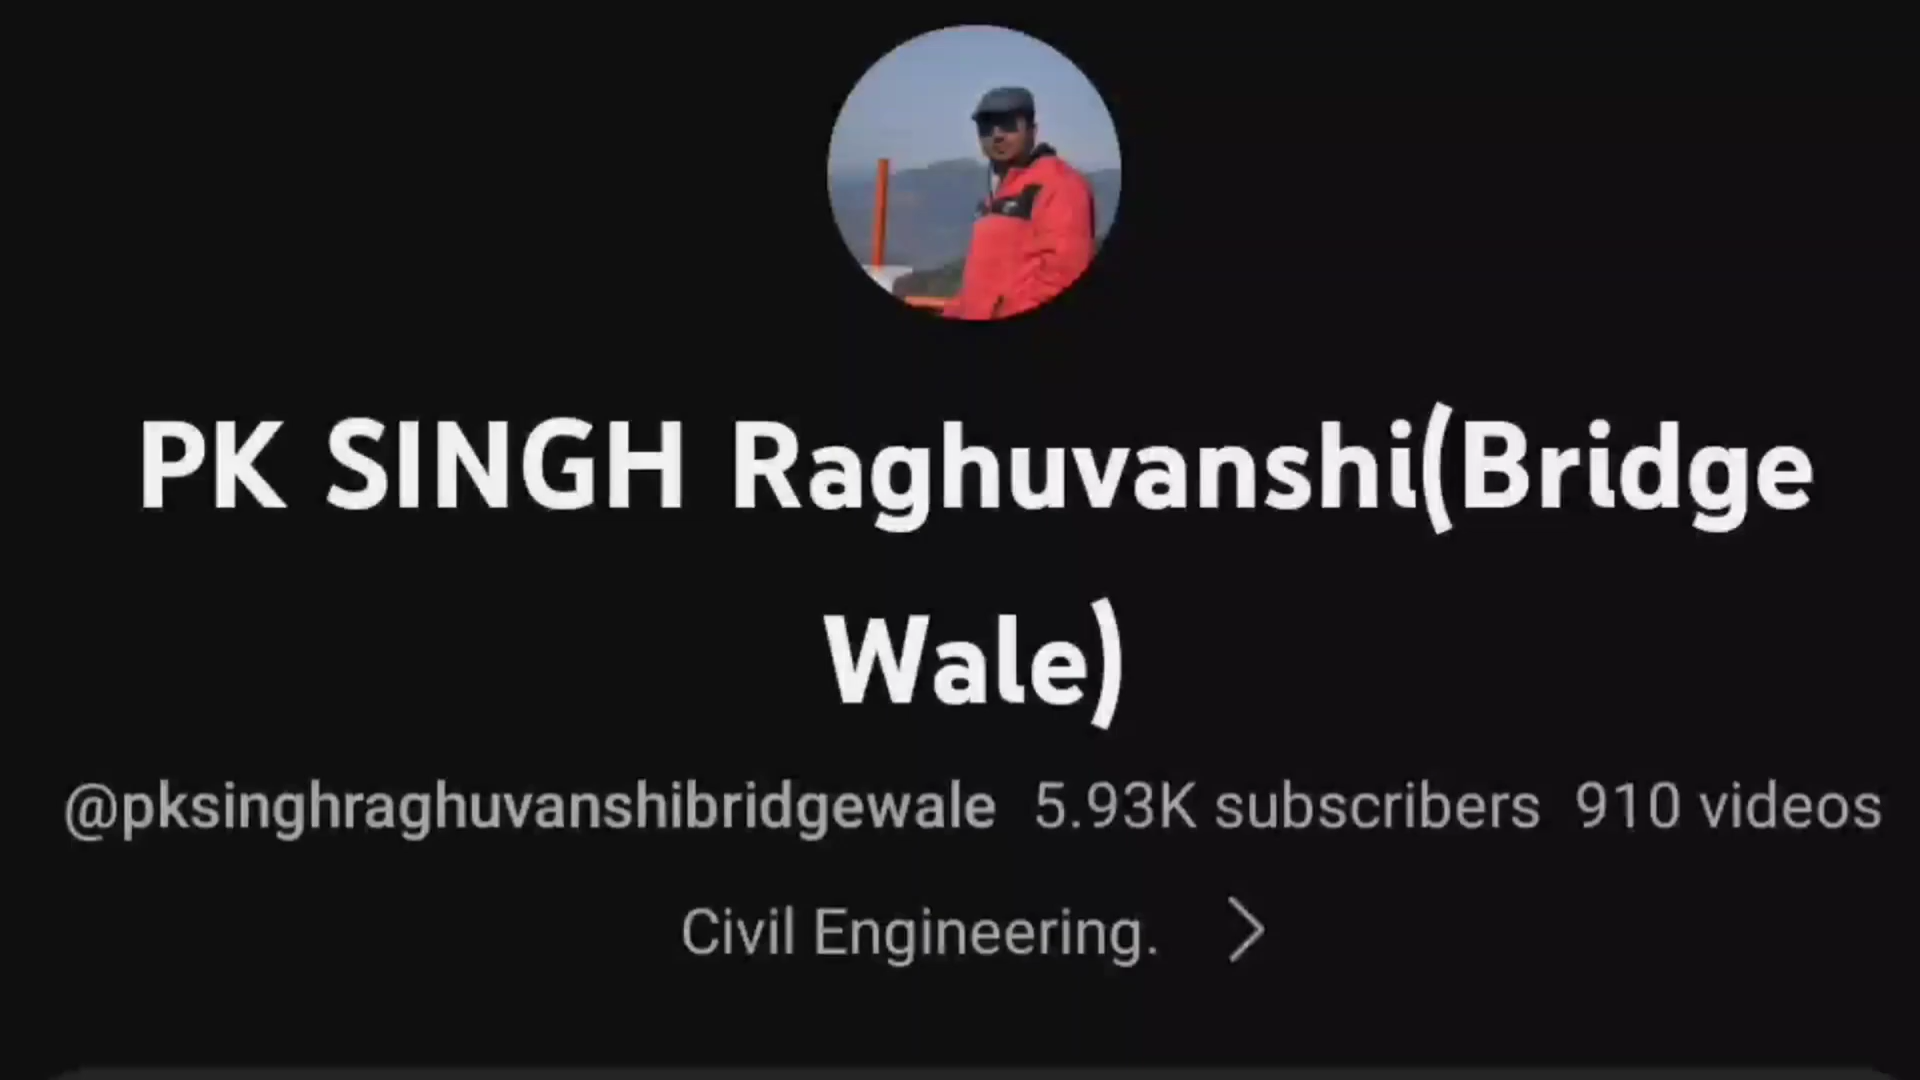 PK SINGH Raghuvanshi(Bridge
Wale)
@pksinghraghuvanshibridgewale 5.93K subscribers 910 videos
Civil Engineering.